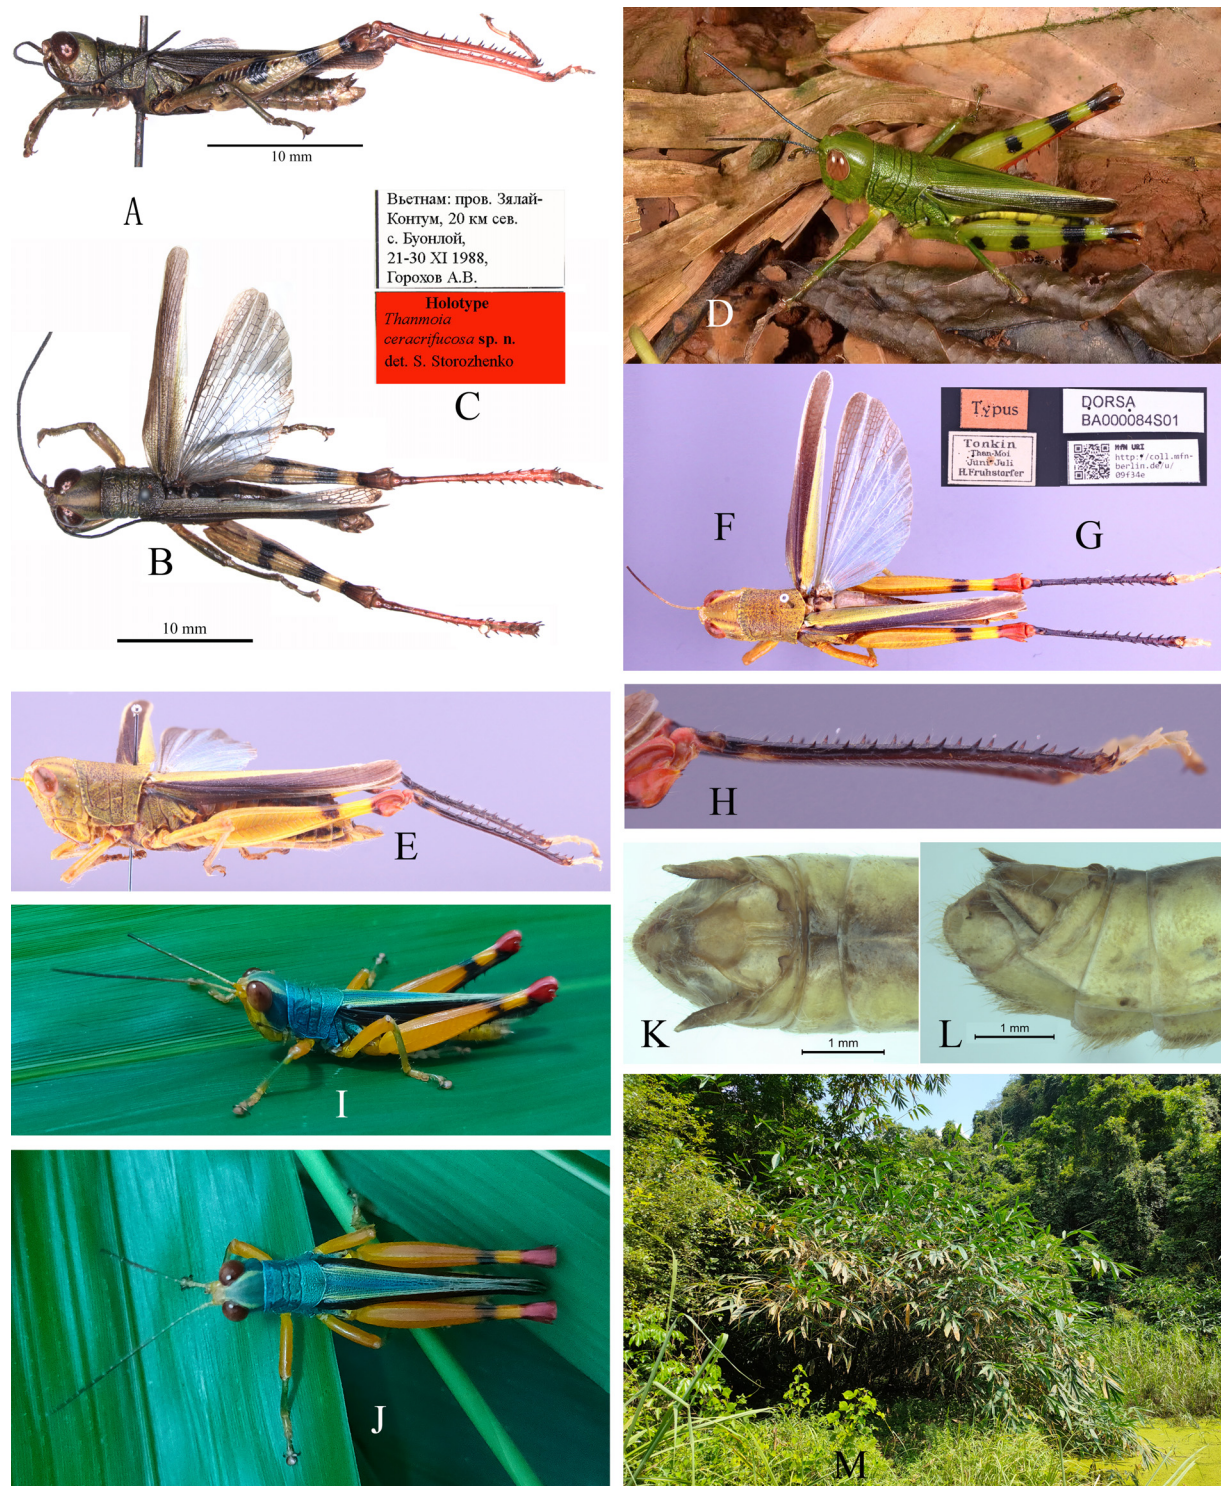 10 mm
A
Вьетнам: пров. Зялай-
Контум, 20 км сев.
с. Буонлой,
21-30 XI 1988,
Горохов А.В.
Holotype
Thanmoia
ceracrifucosa sp. n.
det. S. Storozhenko
C
B
10 mm
D
Typus
Tonkin
Than-Moi
Juni-Juli
H.Fruhstorfer
DORSA
BA000084S01
MfN URI
http://coll.mfn-
berlin.de/u/
09f34e
F
G
E
H
I
J
K
1 mm
L
1 mm
M